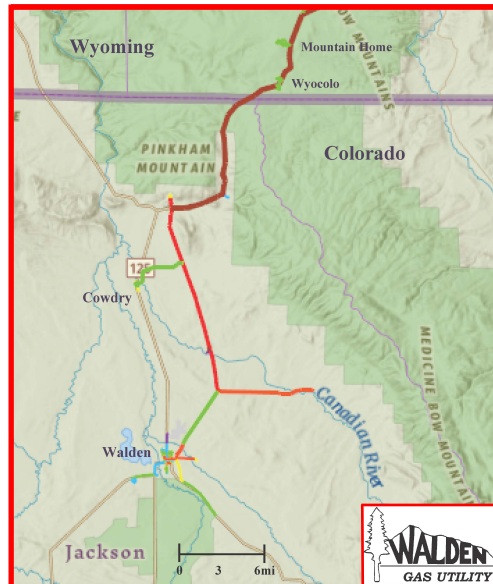 Wyoming
Mountain Home
BOW MOUNTAINS
Wyocolo
PINKHAM
MOUNTAIN
Colorado
125
Cowdry
MEDICINE BOW MOUNTAINS
Canadian River
Walden
Jackson
0 3 6mi
WALDEN
GAS UTILITY